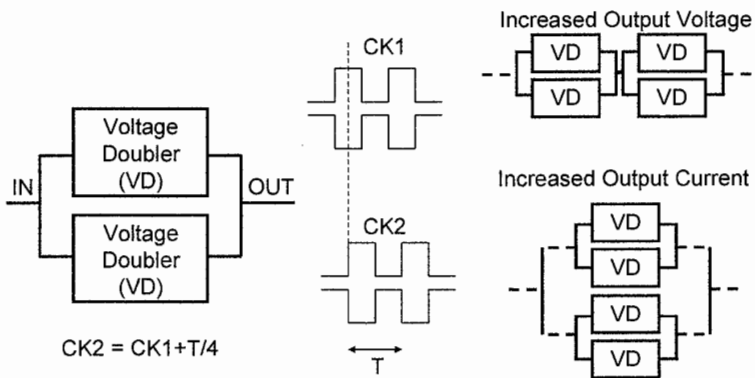 IN
Voltage
Doubler
(VD)
Voltage
Doubler
(VD)
OUT
CK2 = CK1+T/4
CK1
CK2
T
Increased Output Voltage
VD
VD
VD
VD
Increased Output Current
VD
VD
VD
VD